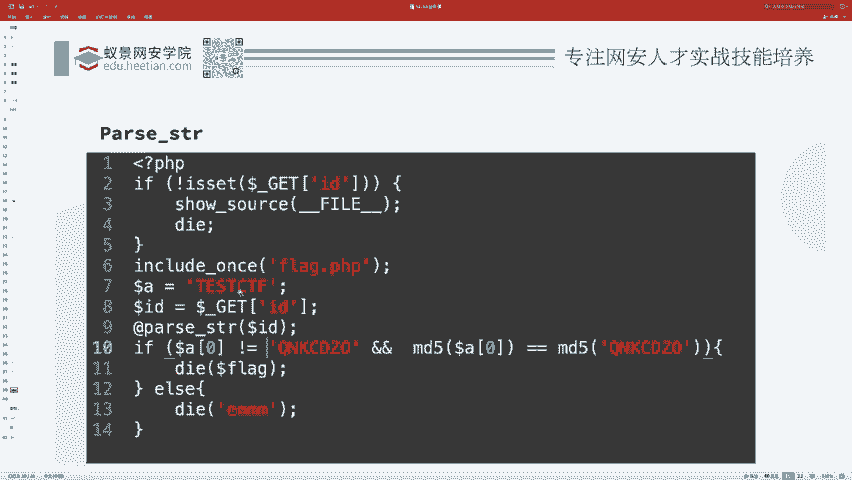 蚁景网安学院
edu.heetian.com
专注网安人才实战技能培养
Parse_str
1 <?php
2 if (!isset($_GET['id'])) {
3 show_source(__FILE__);
4 die;
5 }
6 include_once('flag.php');
7 $a = 'TESTCTF';
8 $id = $_GET['id'];
9 @parse_str($id);
10 if ($a[0] != 'QNKCDZO' && md5($a[0]) == md5('QNKCDZO')){
11 die($flag);
12 } else{
13 die('emmm');
14 }